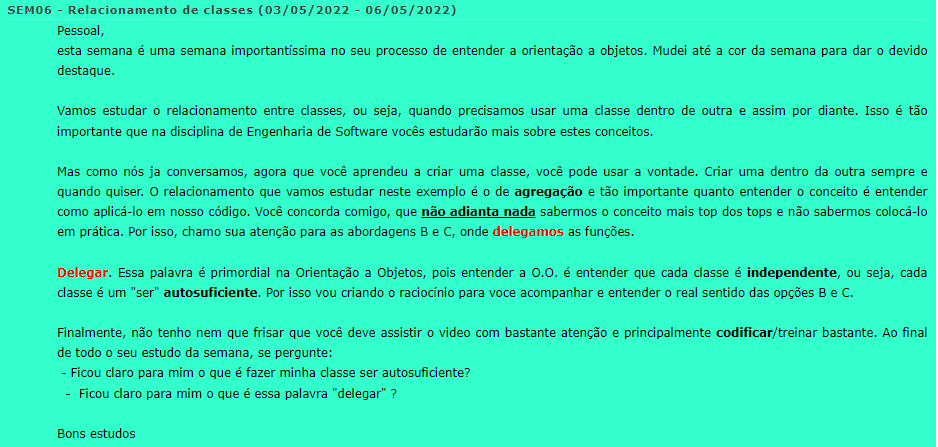 SEM06 - Relacionamento de classes (03/05/2022 - 06/05/2022)
Pessoal,
esta semana é uma semana importantíssima no seu processo de entender a orientação a objetos. Mudei até a cor da semana para dar o devido
destaque.
Vamos estudar o relacionamento entre classes, ou seja, quando precisamos usar uma classe dentro de outra e assim por diante. Isso é tão
importante que na disciplina de Engenharia de Software vocês estudarão mais sobre estes conceitos.
Mas como nós ja conversamos, agora que você aprendeu a criar uma classe, você pode usar a vontade. Criar uma dentro da outra sempre e
quando quiser. O relacionamento que vamos estudar neste exemplo é o de agregação e tão importante quanto entender o conceito é entender
como aplicá-lo em nosso código. Você concorda comigo, que não adianta nada sabermos o conceito mais top dos tops e não sabermos colocá-lo
em prática. Por isso, chamo sua atenção para as abordagens B e C, onde delegamos as funções.
Delegar. Essa palavra é primordial na Orientação a Objetos, pois entender a O.O. é entender que cada classe é independente, ou seja, cada
classe é um "ser" autosuficiente. Por isso vou criando o raciocínio para voce acompanhar e entender o real sentido das opções B e C.
Finalmente, não tenho nem que frisar que você deve assistir o video com bastante atenção e principalmente codificar/treinar bastante. Ao final
de todo o seu estudo da semana, se pergunte:
- Ficou claro para mim o que é fazer minha classe ser autosuficiente?
- Ficou claro para mim o que é essa palavra "delegar" ?
Bons estudos